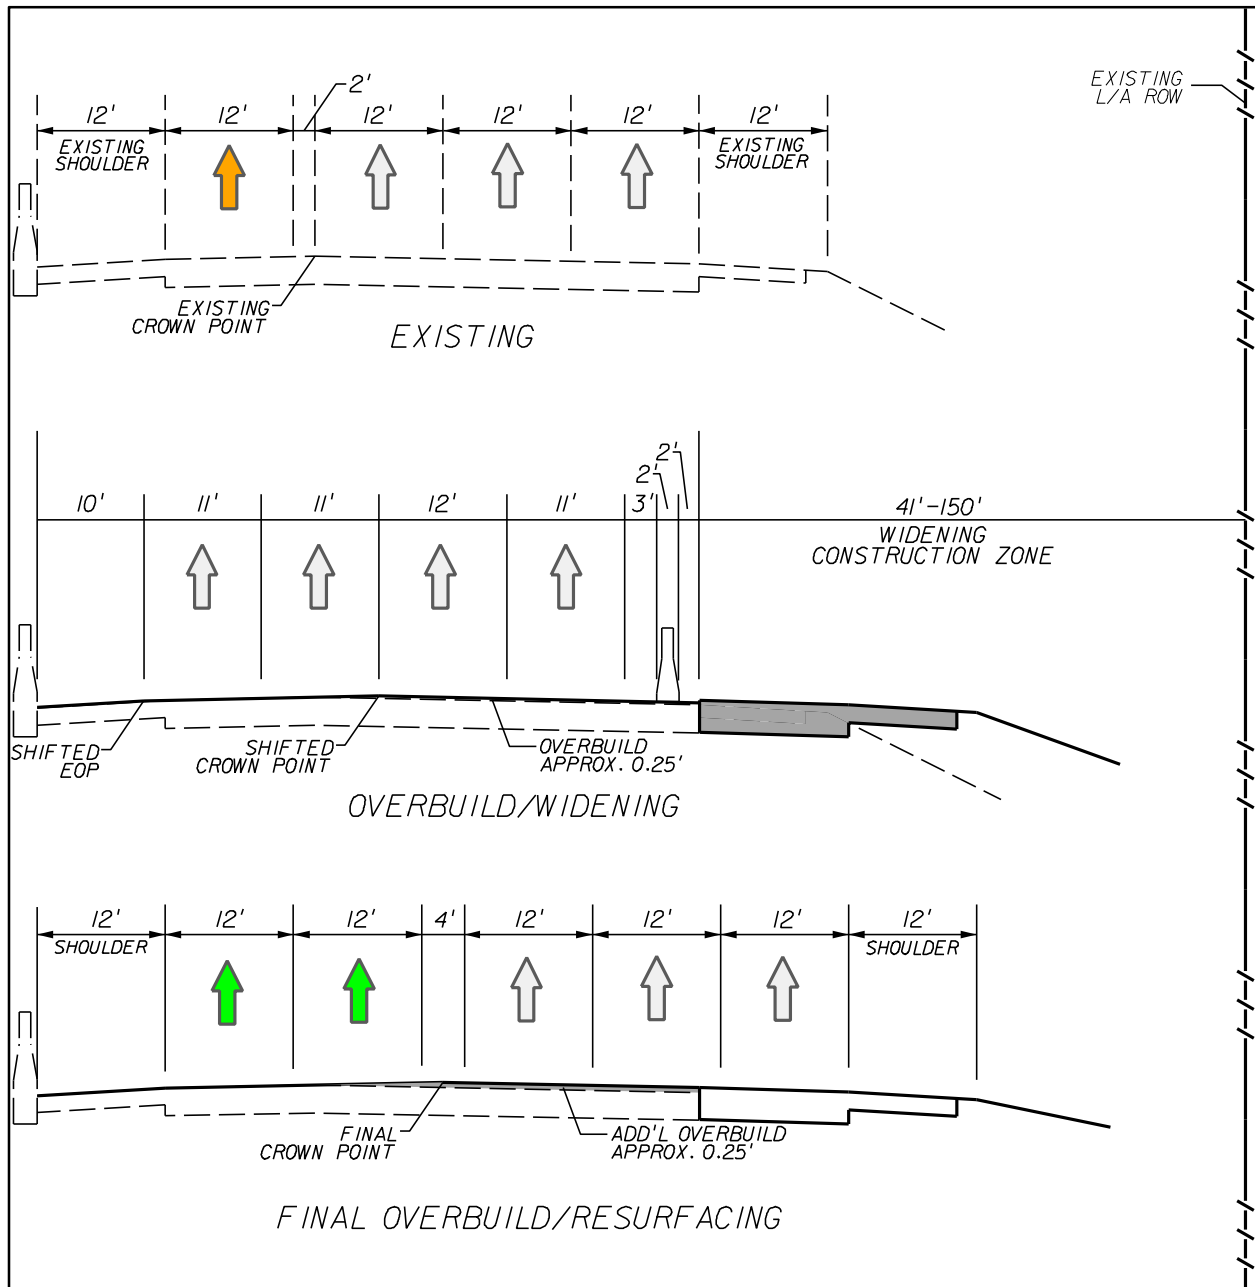 2'
EXISTING
L/A ROW
12' 12' 12' 12' 12' 12'
EXISTING
SHOULDER
EXISTING
SHOULDER
EXISTING
CROWN POINT
EXISTING
2'
2'
10' 11' 11' 12' 11' 3' 41'-150'
WIDENING
CONSTRUCTION ZONE
SHIFTED
EOP
SHIFTED
CROWN POINT
OVERBUILD
APPROX. 0.25'
OVERBUILD/WIDENING
12' 12' 12' 4' 12' 12' 12' 12'
SHOULDER SHOULDER
FINAL
CROWN POINT
ADD'L OVERBUILD
APPROX. 0.25'
FINAL OVERBUILD/RESURFACING